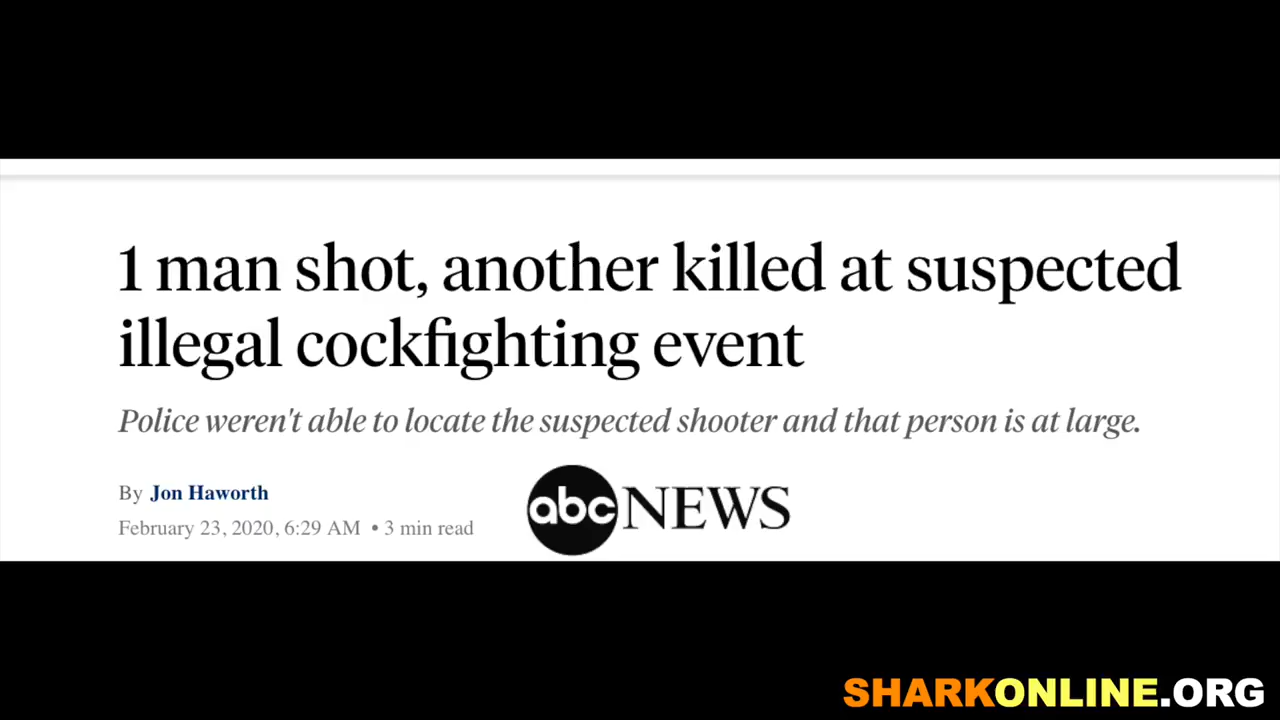 1 man shot, another killed at suspected
illegal cockfighting event
Police weren't able to locate the suspected shooter and that person is at large.
By Jon Haworth
February 23, 2020, 6:29 AM • 3 min read
abc NEWS
SHARKONLINE.ORG